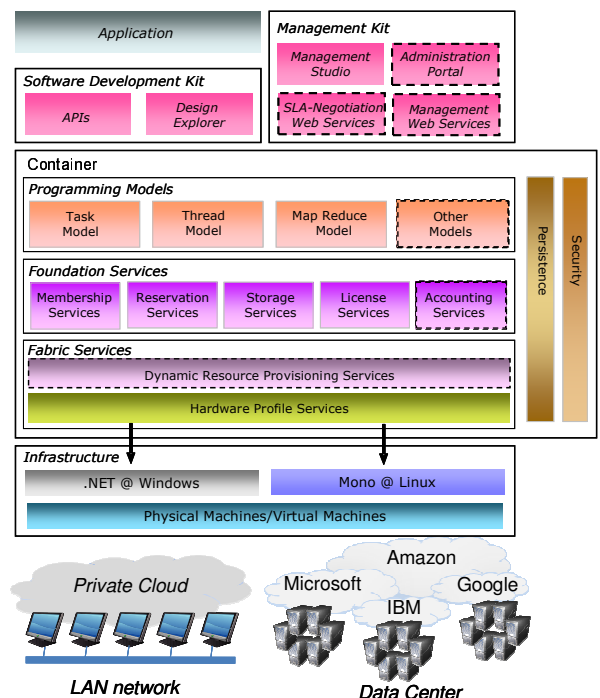 Application
Management Kit
Management
Studio
Administration
Portal
SLA-Negotiation
Web Services
Management
Web Services
Software Development Kit
APIs
Design
Explorer
Container
Programming Models
Task
Model
Thread
Model
Map Reduce
Model
Other
Models
Foundation Services
Membership
Services
Reservation
Services
Storage
Services
License
Services
Accounting
Services
Fabric Services
Dynamic Resource Provisioning Services
Hardware Profile Services
Persistence
Security
Infrastructure
.NET @ Windows
Mono @ Linux
Physical Machines/Virtual Machines
Private Cloud
LAN network
Amazon
Microsoft
Google
IBM
Data Center